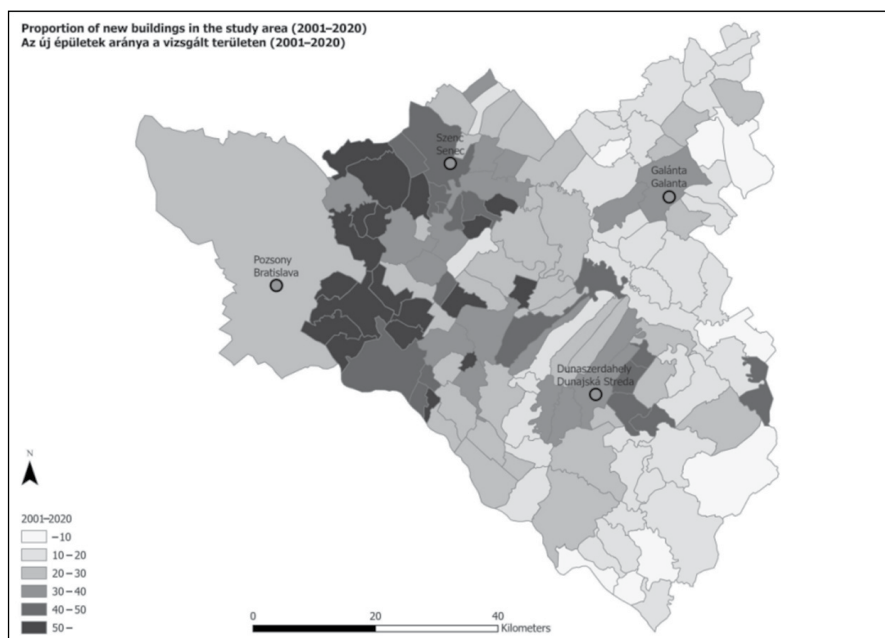 Proportion of new buildings in the study area (2001–2020)
Az új épületek aránya a vizsgált területen (2001–2020)
Szenc
Senec
Galánta
Galanta
Pozsony
Bratislava
Dunaszerdahely
Dunajská Streda
N
2001–2020
–10
10–20
20–30
30–40
40–50
50–
0 20 40
Kilometers